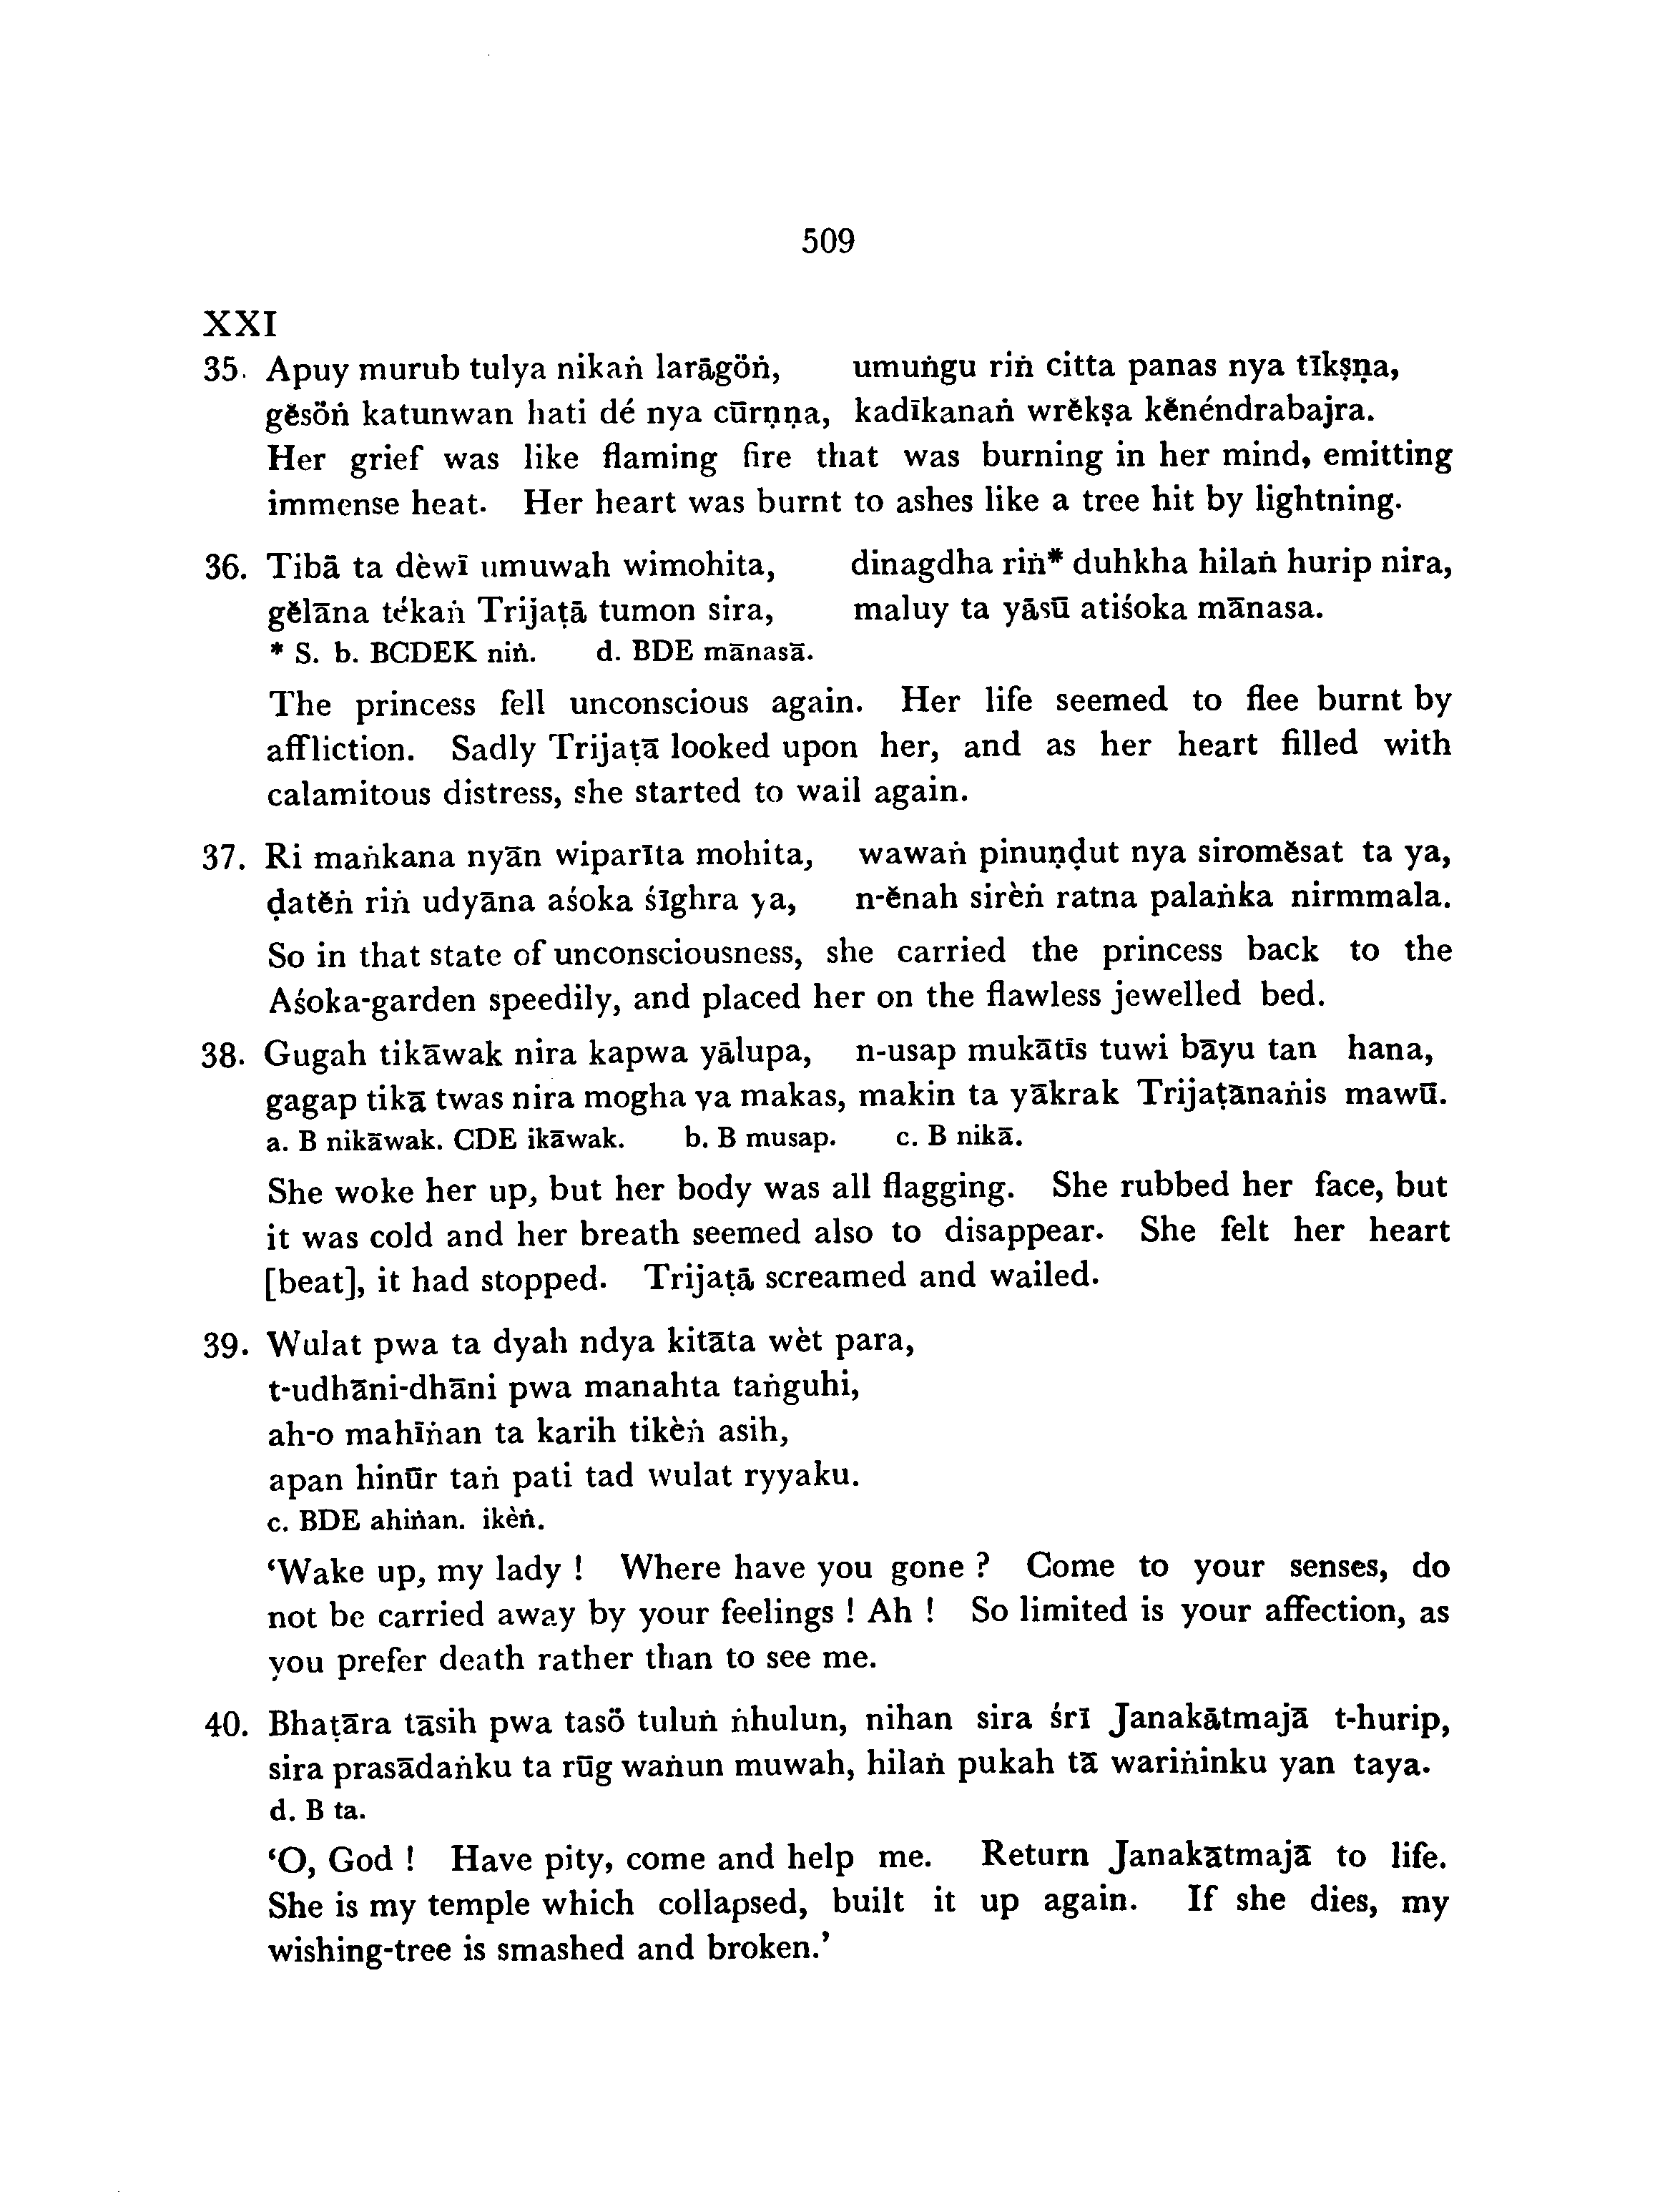 509
XXI
35. Apuy murub tulya nikaṅ larāgöṅ, umuṅgu riṅ citta panas nya tīkṣṇa,
gĕsöṅ katunwan hati dé nya cūrṇṇa, kadīkanaṅ wrĕkṣa kĕnéndrabajra.
Her grief was like flaming fire that was burning in her mind, emitting
immense heat. Her heart was burnt to ashes like a tree hit by lightning.
36. Tibā ta dèwī umuwah wimohita, dinagdha riṅ* duhkha hilaṅ hurip nira,
gĕlāna tékaṅ Trijaṭā tumon sira, maluy ta yāsū atiśoka mānasa.
* S. b. BCDEK niṅ. d. BDE mānasā.
The princess fell unconscious again. Her life seemed to flee burnt by
affliction. Sadly Trijaṭā looked upon her, and as her heart filled with
calamitous distress, she started to wail again.
37. Ri maṅkana nyān wiparīta mohita, wawaṅ pinuṇḍut nya siromĕsat ta ya,
ḍatĕṅ riṅ udyāna aśoka śīghra ya, n-ĕnah sirèṅ ratna palaṅka nirmmala.
So in that state of unconsciousness, she carried the princess back to the
Aśoka-garden speedily, and placed her on the flawless jewelled bed.
38. Gugah tikāwak nira kapwa yālupa, n-usap mukātīs tuwi bāyu tan hana,
gagap tikā twas nira mogha ya makas, makin ta yākrak Trijaṭānaṅis mawū.
a. B nikāwak. CDE ikāwak. b. B musap. c. B nikā.
She woke her up, but her body was all flagging. She rubbed her face, but
it was cold and her breath seemed also to disappear. She felt her heart
[beat], it had stopped. Trijaṭā screamed and wailed.
39. Wulat pwa ta dyah ndya kitāta wèt para,
t-udhāni-dhāni pwa manahta taṅguhi,
ah-o mahīṅan ta karih tikèṅ asih,
apan hinūr taṅ pati tad wulat ryyaku.
c. BDE ahiṅan. ikèṅ.
‘Wake up, my lady ! Where have you gone ? Come to your senses, do
not be carried away by your feelings ! Ah ! So limited is your affection, as
you prefer death rather than to see me.
40. Bhaṭāra tāsih pwa tasö tuluṅ ṅhulun, nihan sira śrī Janakātmajā t-hurip,
sira prasādaṅku ta rūg waṅun muwah, hilaṅ pukah tā wariṅinku yan taya.
d. B ta.
‘O, God ! Have pity, come and help me. Return Janakātmajā to life.
She is my temple which collapsed, built it up again. If she dies, my
wishing-tree is smashed and broken.’